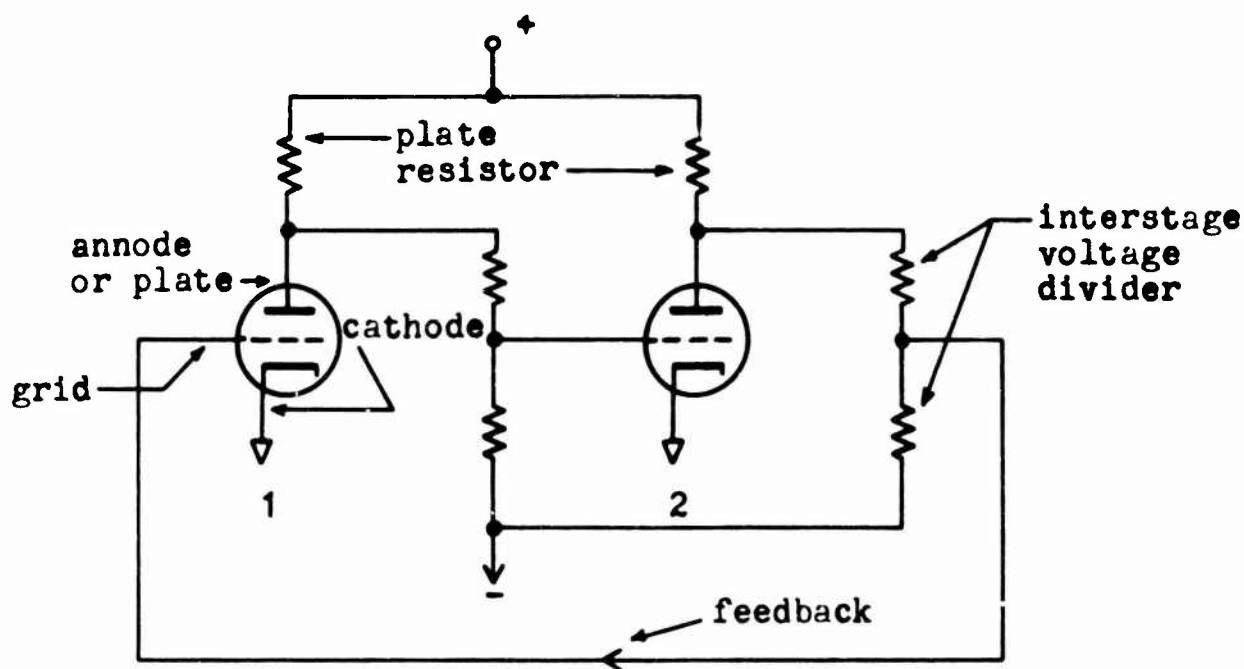 +
plate
resistor
annode
or plate
interstage
voltage
divider
cathode
grid
1
2
-
feedback